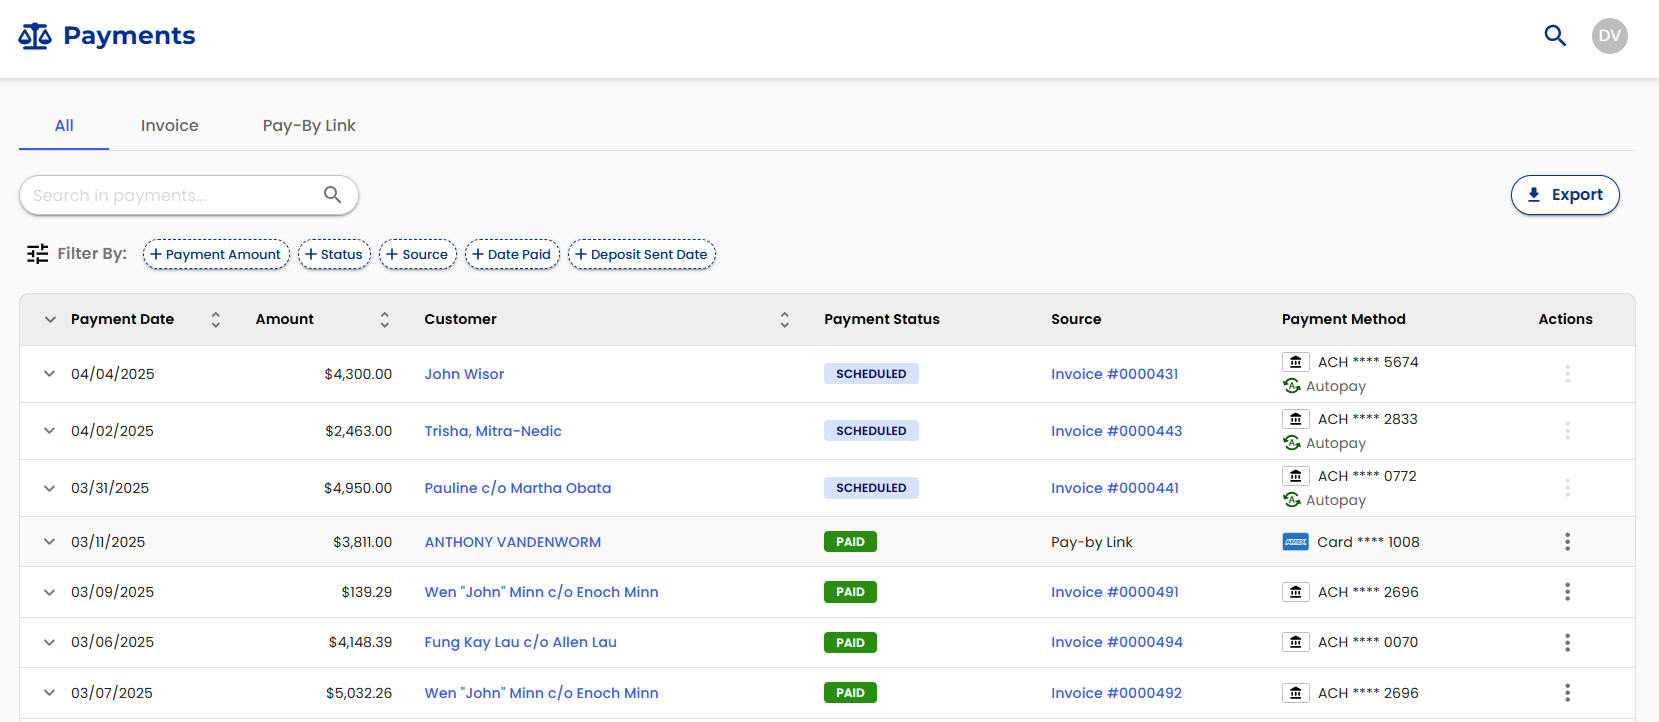 Payments
DV
All Invoice Pay-By Link
Search in payments...
Export
Filter By: + Payment Amount + Status + Source + Date Paid + Deposit Sent Date
Payment Date Amount Customer Payment Status Source Payment Method Actions
04/04/2025 $4,300.00 John Wisor SCHEDULED Invoice #0000431 ACH **** 5674
Autopay
04/02/2025 $2,463.00 Trisha, Mitra-Nedic SCHEDULED Invoice #0000443 ACH **** 2833
Autopay
03/31/2025 $4,950.00 Pauline c/o Martha Obata SCHEDULED Invoice #0000441 ACH **** 0772
Autopay
03/11/2025 $3,811.00 ANTHONY VANDENWORM PAID Pay-by Link AMEX Card **** 1008
03/09/2025 $139.29 Wen "John" Minn c/o Enoch Minn PAID Invoice #0000491 ACH **** 2696
03/06/2025 $4,148.39 Fung Kay Lau c/o Allen Lau PAID Invoice #0000494 ACH **** 0070
03/07/2025 $5,032.26 Wen "John" Minn c/o Enoch Minn PAID Invoice #0000492 ACH **** 2696